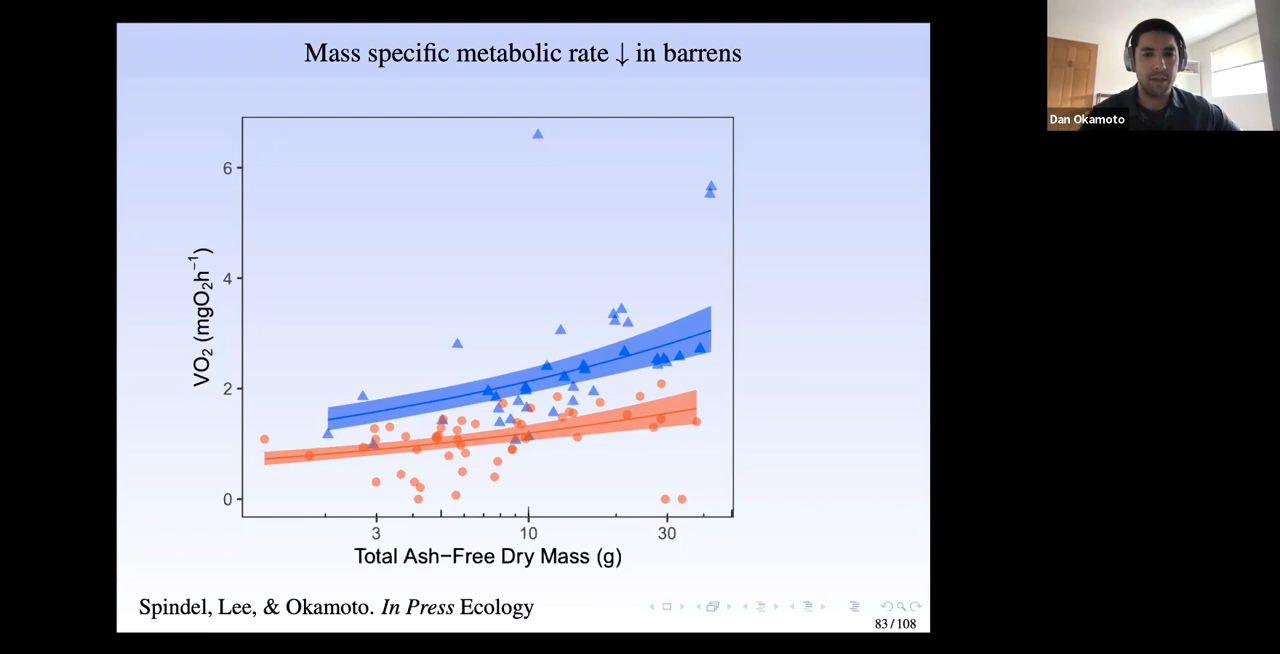 Mass specific metabolic rate ↓ in barrens
Dan Okamoto
6
4
2
0
VO₂ (mgO₂h⁻¹)
3 10 30
Total Ash−Free Dry Mass (g)
Spindel, Lee, & Okamoto. In Press Ecology
83 / 108